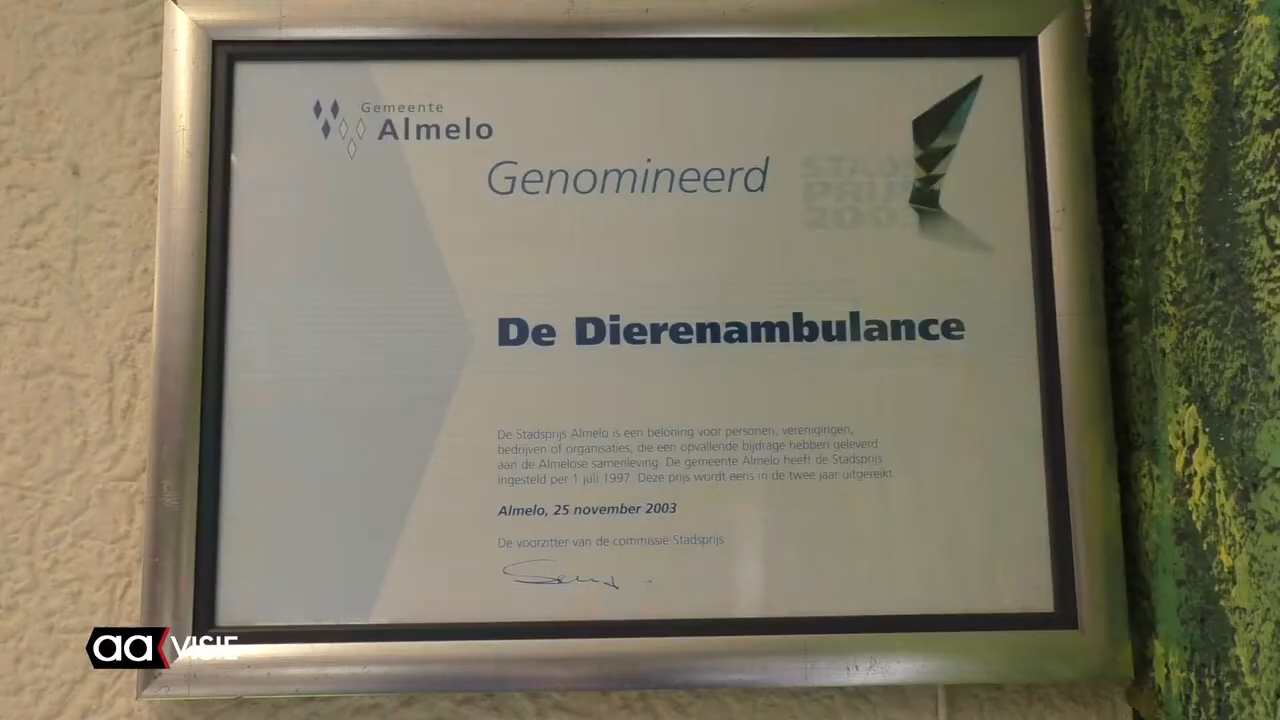 Gemeente
Almelo
Genomineerd
STADS
PRIJS
2003
De Dierenambulance
De Stadsprijs Almelo is een beloning voor personen, verenigingen,
bedrijven of organisaties, die een opvallende bijdrage hebben geleverd
aan de Almelose samenleving. De gemeente Almelo heeft de Stadsprijs
ingesteld per 1 juli 1997. Deze prijs wordt eens in de twee jaar uitgereikt.
Almelo, 25 november 2003
De voorzitter van de commissie Stadsprijs
aa VISIE